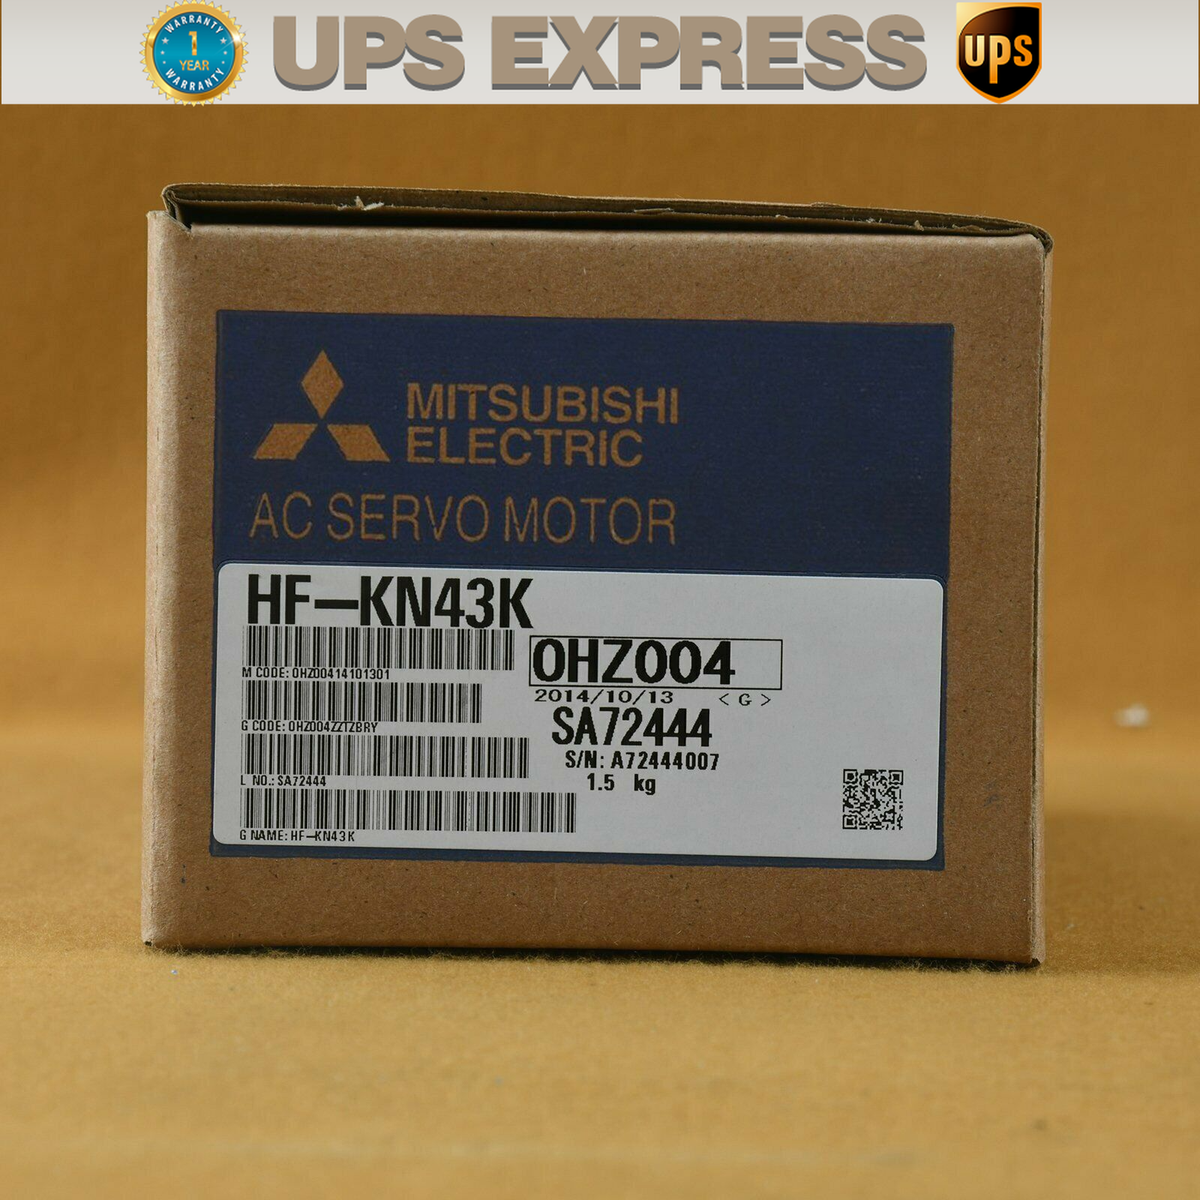 WARRANTY
1
YEAR
WARRANTY
UPS EXPRESS
UPS
MITSUBISHI
ELECTRIC
AC SERVO MOTOR
HF-KN43K
M CODE: 0HZ00414101301
0HZ004
2014/10/13 <G>
G CODE: 0HZ004ZZTZBRY
SA72444
S/N: A72444007
L NO.: SA72444
1.5 kg
G NAME: HF-KN43K